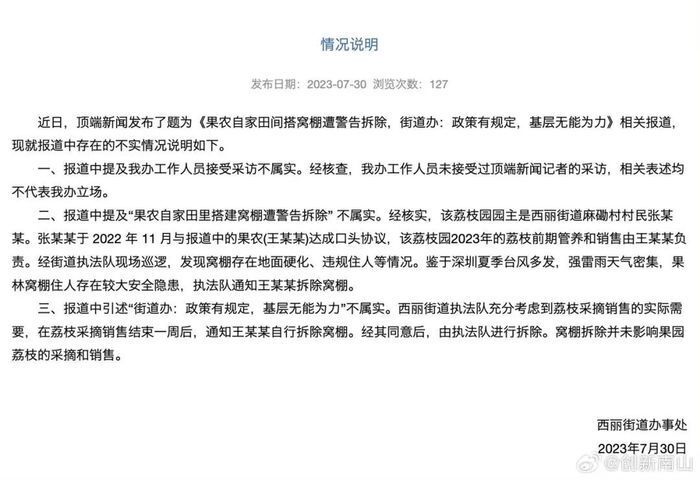 情况说明
发布日期：2023-07-30 浏览次数：127
近日，顶端新闻发布了题为《果农自家田间搭窝棚遭警告拆除，街道办：政策有规定，基层无能为力》相关报道，
现就报道中存在的不实情况说明如下。
一、报道中提及我办工作人员接受采访不属实。经核查，我办工作人员未接受过顶端新闻记者的采访，相关表述均
不代表我办立场。
二、报道中提及“果农自家田里搭建窝棚遭警告拆除” 不属实。经核实，该荔枝园园主是西丽街道麻磡村村民张某
某。张某某于 2022 年 11 月与报道中的果农(王某某)达成口头协议，该荔枝园2023年的荔枝前期管养和销售由王某某负
责。经街道执法队现场巡逻，发现窝棚存在地面硬化、违规住人等情况。鉴于深圳夏季台风多发，强雷雨天气密集，果
林窝棚住人存在较大安全隐患，执法队通知王某某拆除窝棚。
三、报道中引述“街道办：政策有规定，基层无能为力”不属实。西丽街道执法队充分考虑到荔枝采摘销售的实际需
要，在荔枝采摘销售结束一周后，通知王某某自行拆除窝棚。经其同意后，由执法队进行拆除。窝棚拆除并未影响果园
荔枝的采摘和销售。
西丽街道办事处
2023年7月30日
@创新南山